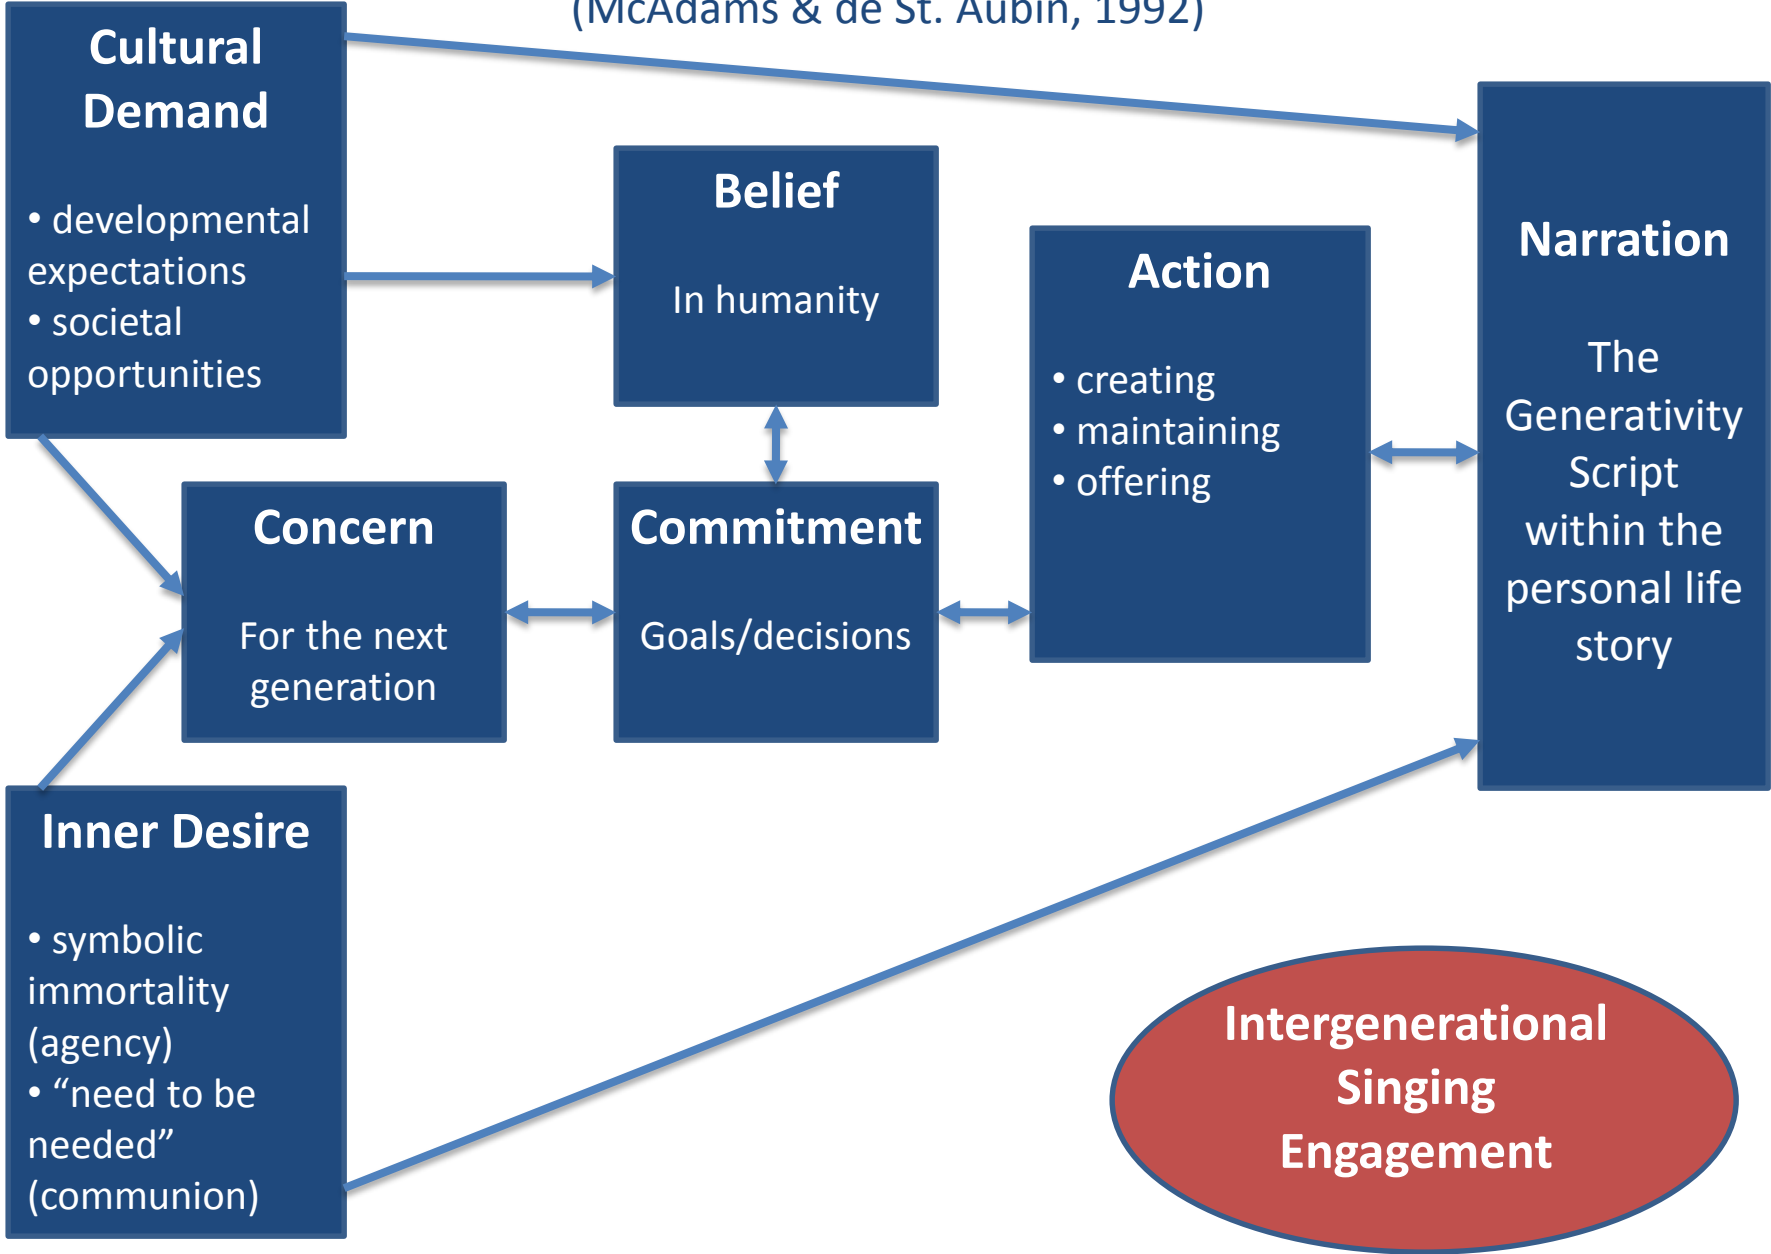 (McAdams & de St. Aubin, 1992)
Cultural
Demand
• developmental
expectations
• societal
opportunities
Belief
In humanity
Action
• creating
• maintaining
• offering
Narration
The
Generativity
Script
within the
personal life
story
Concern
For the next
generation
Commitment
Goals/decisions
Inner Desire
• symbolic
immortality
(agency)
• “need to be
needed”
(communion)
Intergenerational
Singing
Engagement